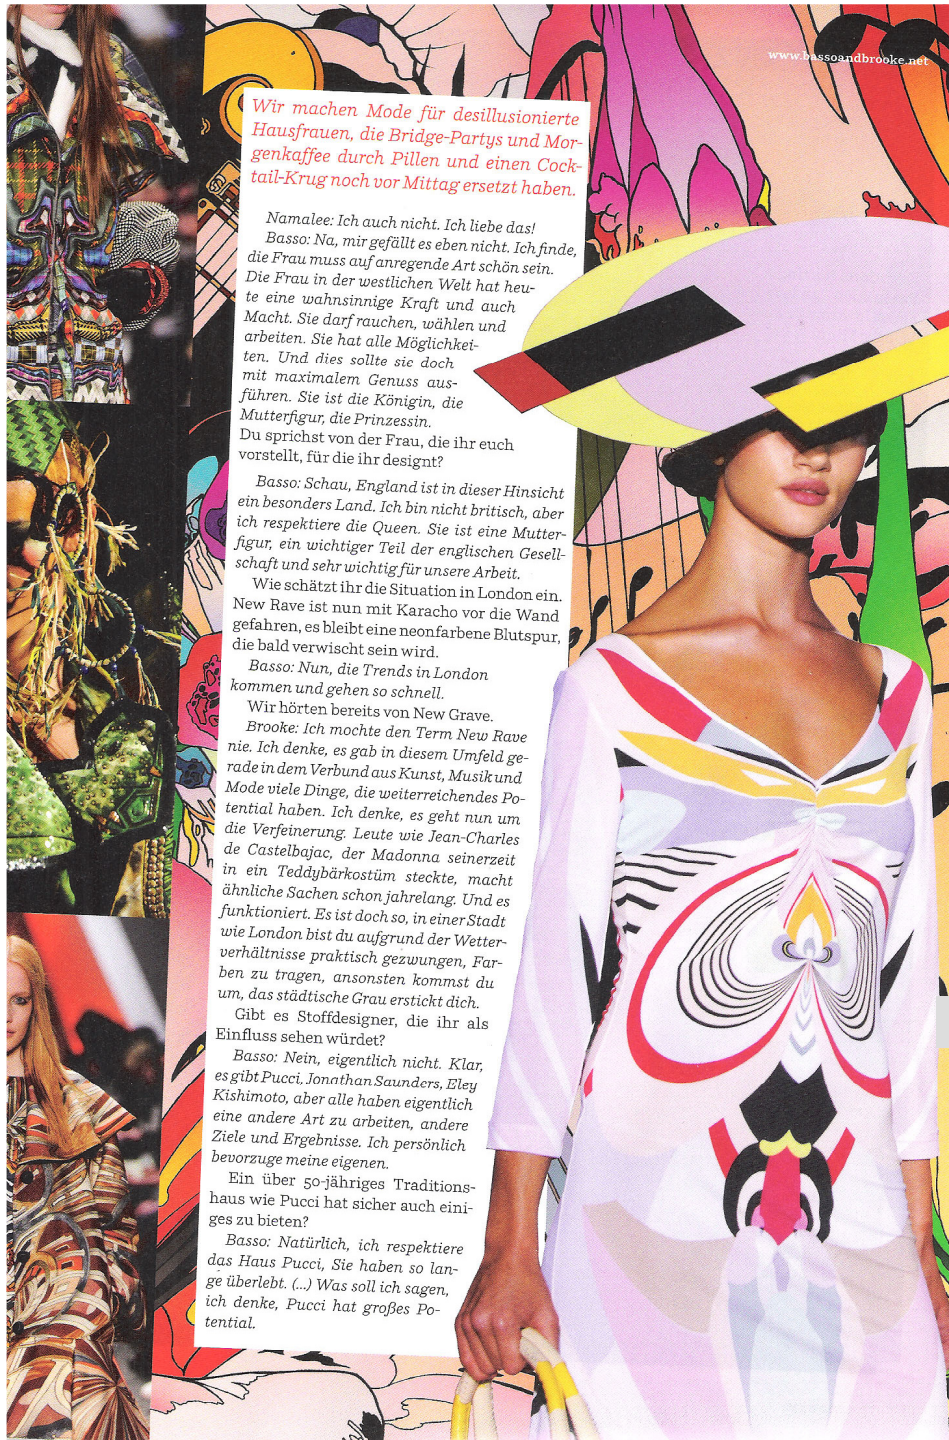 www.bassoandbrooke.net
Wir machen Mode für desillusionierte
Hausfrauen, die Bridge-Partys und Mor-
genkaffee durch Pillen und einen Cock-
tail-Krug noch vor Mittag ersetzt haben.
Namalee: Ich auch nicht. Ich liebe das!
Basso: Na, mir gefällt es eben nicht. Ich finde,
die Frau muss auf anregende Art schön sein.
Die Frau in der westlichen Welt hat heu-
te eine wahnsinnige Kraft und auch
Macht. Sie darf rauchen, wählen und
arbeiten. Sie hat alle Möglichkei-
ten. Und dies sollte sie doch
mit maximalem Genuss aus-
führen. Sie ist die Königin, die
Mutterfigur, die Prinzessin.
Du sprichst von der Frau, die ihr euch
vorstellt, für die ihr designt?
Basso: Schau, England ist in dieser Hinsicht
ein besonders Land. Ich bin nicht britisch, aber
ich respektiere die Queen. Sie ist eine Mutter-
figur, ein wichtiger Teil der englischen Gesell-
schaft und sehr wichtig für unsere Arbeit.
Wie schätzt ihr die Situation in London ein.
New Rave ist nun mit Karacho vor die Wand
gefahren, es bleibt eine neonfarbene Blutspur,
die bald verwischt sein wird.
Basso: Nun, die Trends in London
kommen und gehen so schnell.
Wir hörten bereits von New Grave.
Brooke: Ich mochte den Term New Rave
nie. Ich denke, es gab in diesem Umfeld ge-
rade in dem Verbund aus Kunst, Musik und
Mode viele Dinge, die weiterreichendes Po-
tential haben. Ich denke, es geht nun um
die Verfeinerung. Leute wie Jean-Charles
de Castelbajac, der Madonna seinerzeit
in ein Teddybärkostüm steckte, macht
ähnliche Sachen schon jahrelang. Und es
funktioniert. Es ist doch so, in einer Stadt
wie London bist du aufgrund der Wetter-
verhältnisse praktisch gezwungen, Far-
ben zu tragen, ansonsten kommst du
um, das städtische Grau erstickt dich.
Gibt es Stoffdesigner, die ihr als
Einfluss sehen würdet?
Basso: Nein, eigentlich nicht. Klar,
es gibt Pucci, Jonathan Saunders, Eley
Kishimoto, aber alle haben eigentlich
eine andere Art zu arbeiten, andere
Ziele und Ergebnisse. Ich persönlich
bevorzuge meine eigenen.
Ein über 50-jähriges Traditions-
haus wie Pucci hat sicher auch eini-
ges zu bieten?
Basso: Natürlich, ich respektiere
das Haus Pucci, Sie haben so lan-
ge überlebt. (...) Was soll ich sagen,
ich denke, Pucci hat großes Po-
tential.